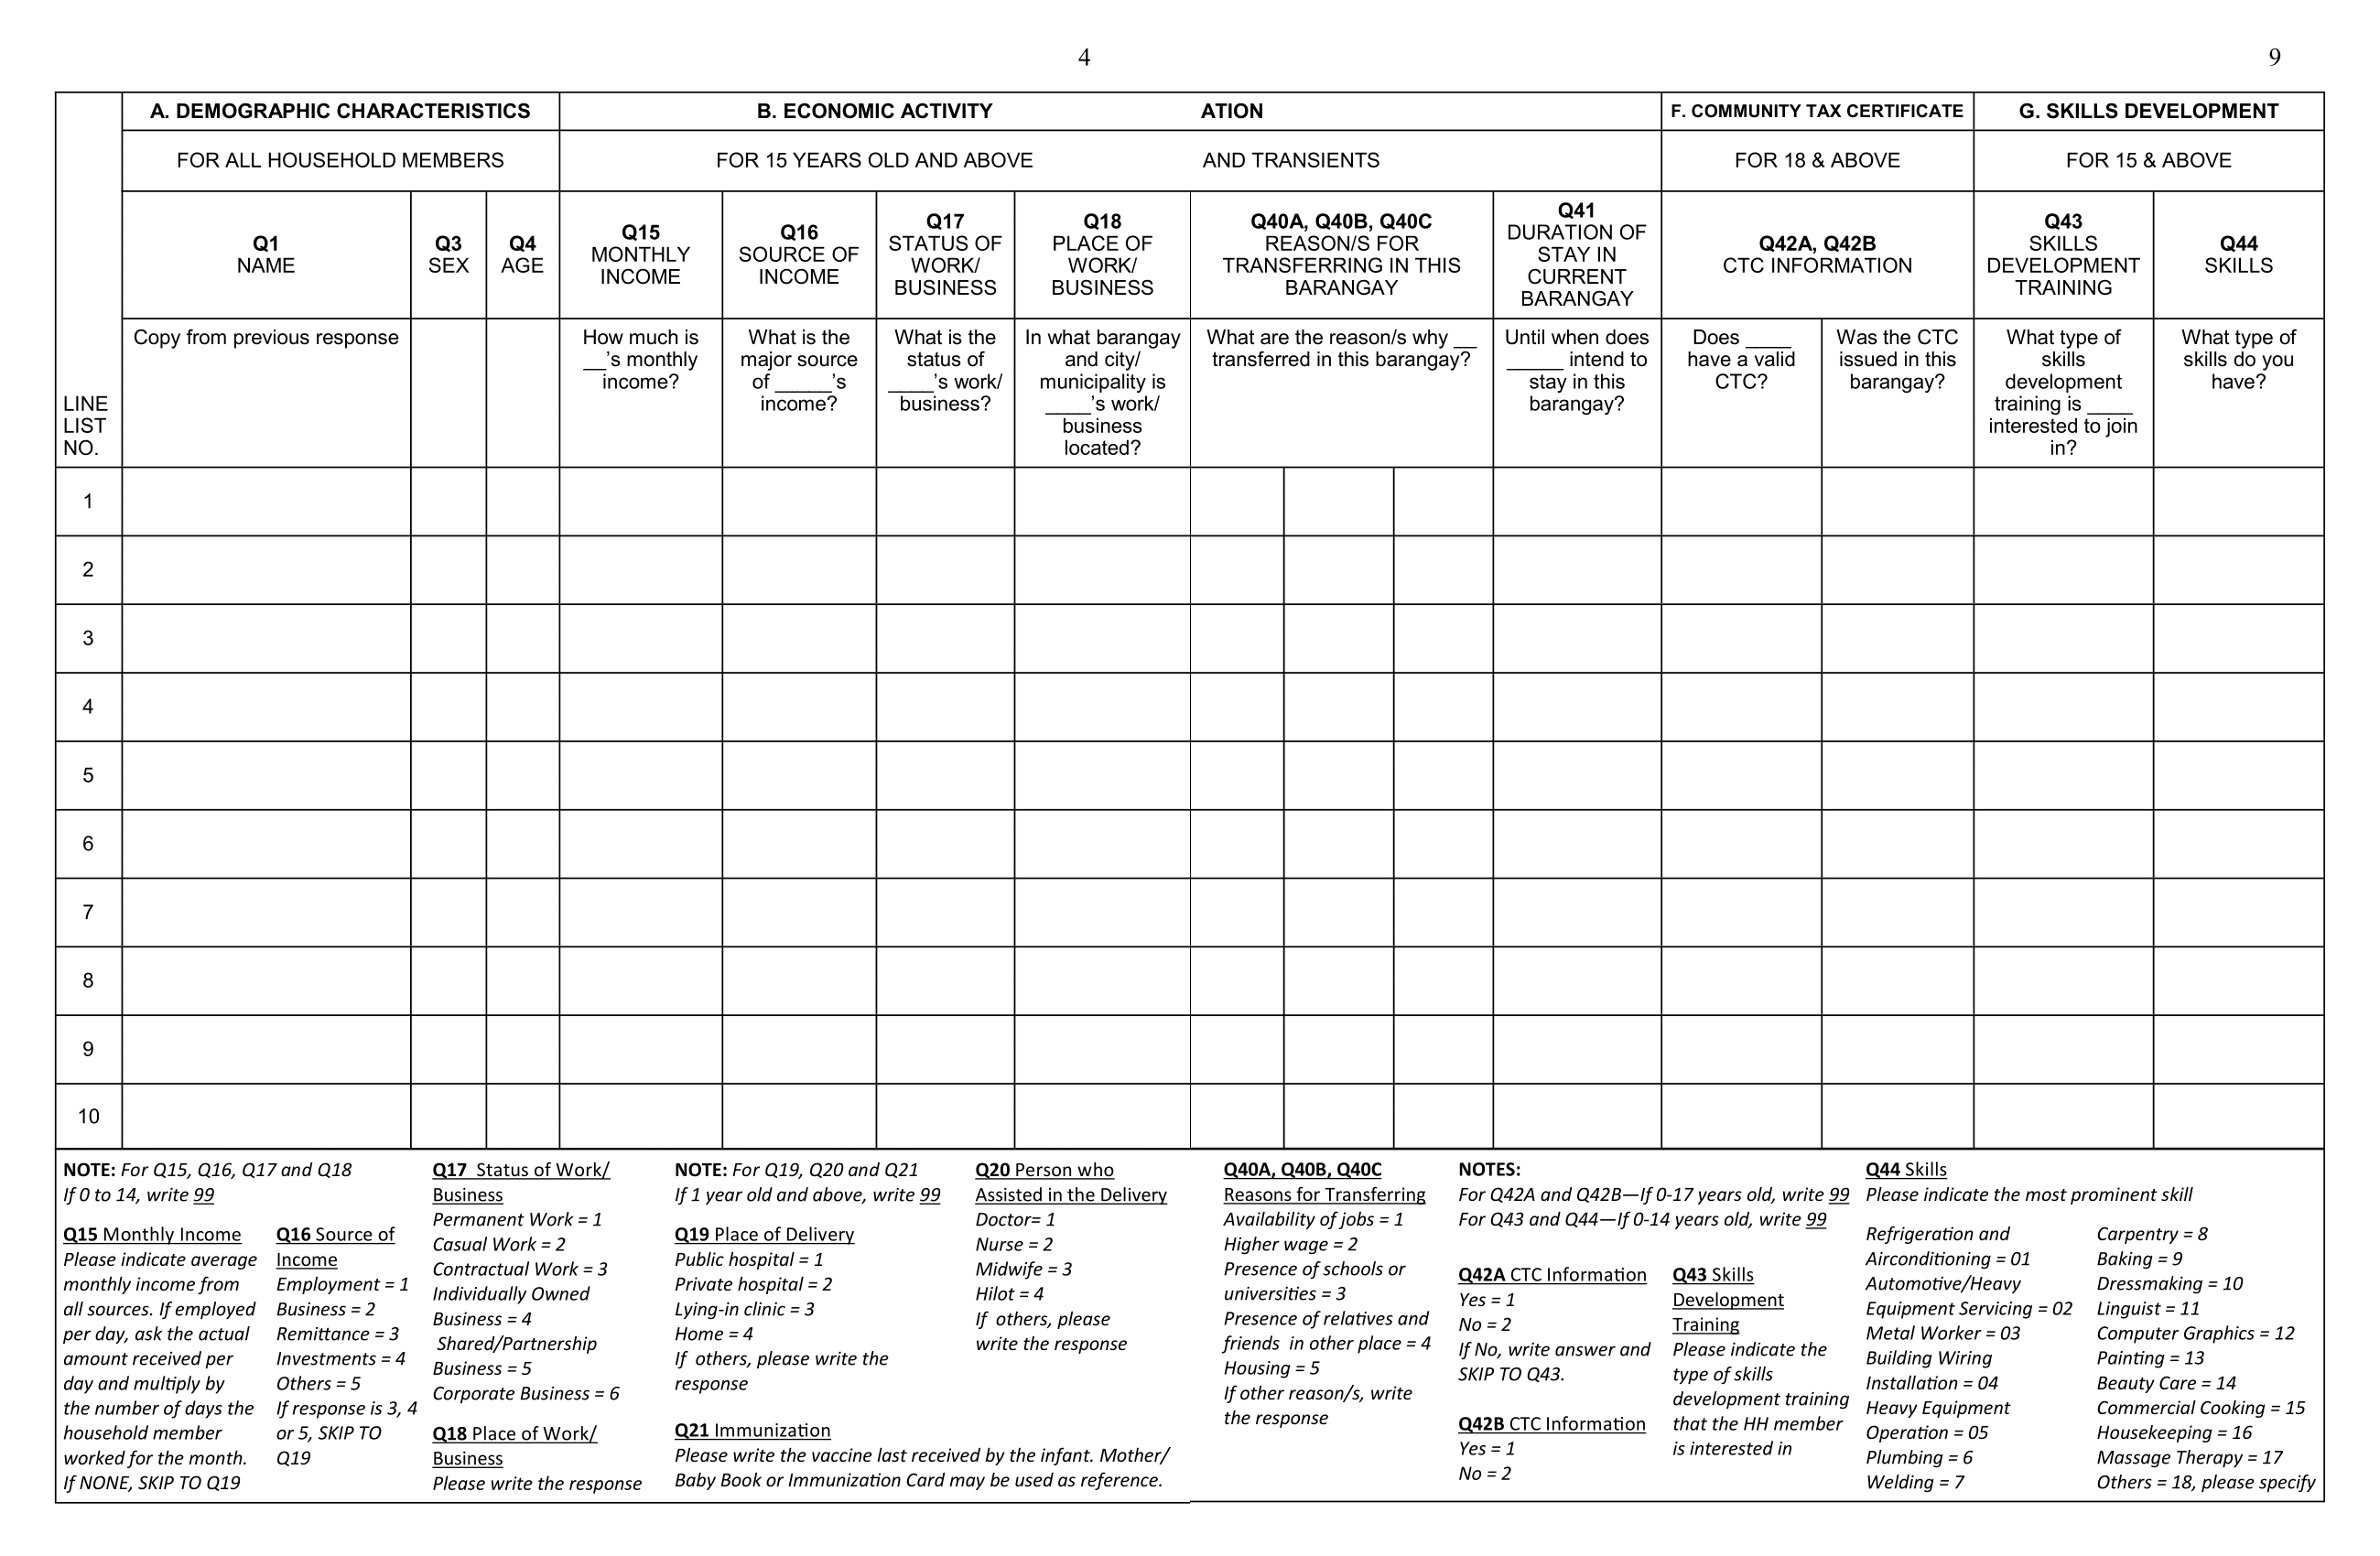 4
9
A. DEMOGRAPHIC CHARACTERISTICS
B. ECONOMIC ACTIVITY
ATION
F. COMMUNITY TAX CERTIFICATE
G. SKILLS DEVELOPMENT
FOR ALL HOUSEHOLD MEMBERS
FOR 15 YEARS OLD AND ABOVE
AND TRANSIENTS
FOR 18 & ABOVE
FOR 15 & ABOVE
LINE
LIST
NO.
Q1
NAME
Q3
SEX
Q4
AGE
Q15
MONTHLY
INCOME
Q16
SOURCE OF
INCOME
Q17
STATUS OF
WORK/
BUSINESS
Q18
PLACE OF
WORK/
BUSINESS
Q40A, Q40B, Q40C
REASON/S FOR
TRANSFERRING IN THIS
BARANGAY
Q41
DURATION OF
STAY IN
CURRENT
BARANGAY
Q42A, Q42B
CTC INFORMATION
Q43
SKILLS
DEVELOPMENT
TRAINING
Q44
SKILLS
Copy from previous response
How much is
__'s monthly
income?
What is the
major source
of _____'s
income?
What is the
status of
____'s work/
business?
In what barangay
and city/
municipality is
____'s work/
business
located?
What are the reason/s why __
transferred in this barangay?
Until when does
_____ intend to
stay in this
barangay?
Does ____
have a valid
CTC?
Was the CTC
issued in this
barangay?
What type of
skills
development
training is ____
interested to join
in?
What type of
skills do you
have?
1
2
3
4
5
6
7
8
9
10
NOTE: For Q15, Q16, Q17 and Q18
If 0 to 14, write 99
Q15 Monthly Income
Please indicate average
monthly income from
all sources. If employed
per day, ask the actual
amount received per
day and multiply by
the number of days the
household member
worked for the month.
If NONE, SKIP TO Q19
Q16 Source of
Income
Employment = 1
Business = 2
Remittance = 3
Investments = 4
Others = 5
If response is 3, 4
or 5, SKIP TO
Q19
Q17 Status of Work/
Business
Permanent Work = 1
Casual Work = 2
Contractual Work = 3
Individually Owned
Business = 4
Shared/Partnership
Business = 5
Corporate Business = 6
Q18 Place of Work/
Business
Please write the response
NOTE: For Q19, Q20 and Q21
If 1 year old and above, write 99
Q19 Place of Delivery
Public hospital = 1
Private hospital = 2
Lying-in clinic = 3
Home = 4
If others, please write the
response
Q20 Person who
Assisted in the Delivery
Doctor= 1
Nurse = 2
Midwife = 3
Hilot = 4
If others, please
write the response
Q21 Immunization
Please write the vaccine last received by the infant. Mother/
Baby Book or Immunization Card may be used as reference.
Q40A, Q40B, Q40C
Reasons for Transferring
Availability of jobs = 1
Higher wage = 2
Presence of schools or
universities = 3
Presence of relatives and
friends in other place = 4
Housing = 5
If other reason/s, write
the response
NOTES:
For Q42A and Q42B—If 0-17 years old, write 99
For Q43 and Q44—If 0-14 years old, write 99
Q42A CTC Information
Yes = 1
No = 2
If No, write answer and
SKIP TO Q43.
Q42B CTC Information
Yes = 1
No = 2
Q43 Skills
Development
Training
Please indicate the
type of skills
development training
that the HH member
is interested in
Q44 Skills
Please indicate the most prominent skill
Refrigeration and
Airconditioning = 01
Automotive/Heavy
Equipment Servicing = 02
Metal Worker = 03
Building Wiring
Installation = 04
Heavy Equipment
Operation = 05
Plumbing = 6
Welding = 7
Carpentry = 8
Baking = 9
Dressmaking = 10
Linguist = 11
Computer Graphics = 12
Painting = 13
Beauty Care = 14
Commercial Cooking = 15
Housekeeping = 16
Massage Therapy = 17
Others = 18, please specify